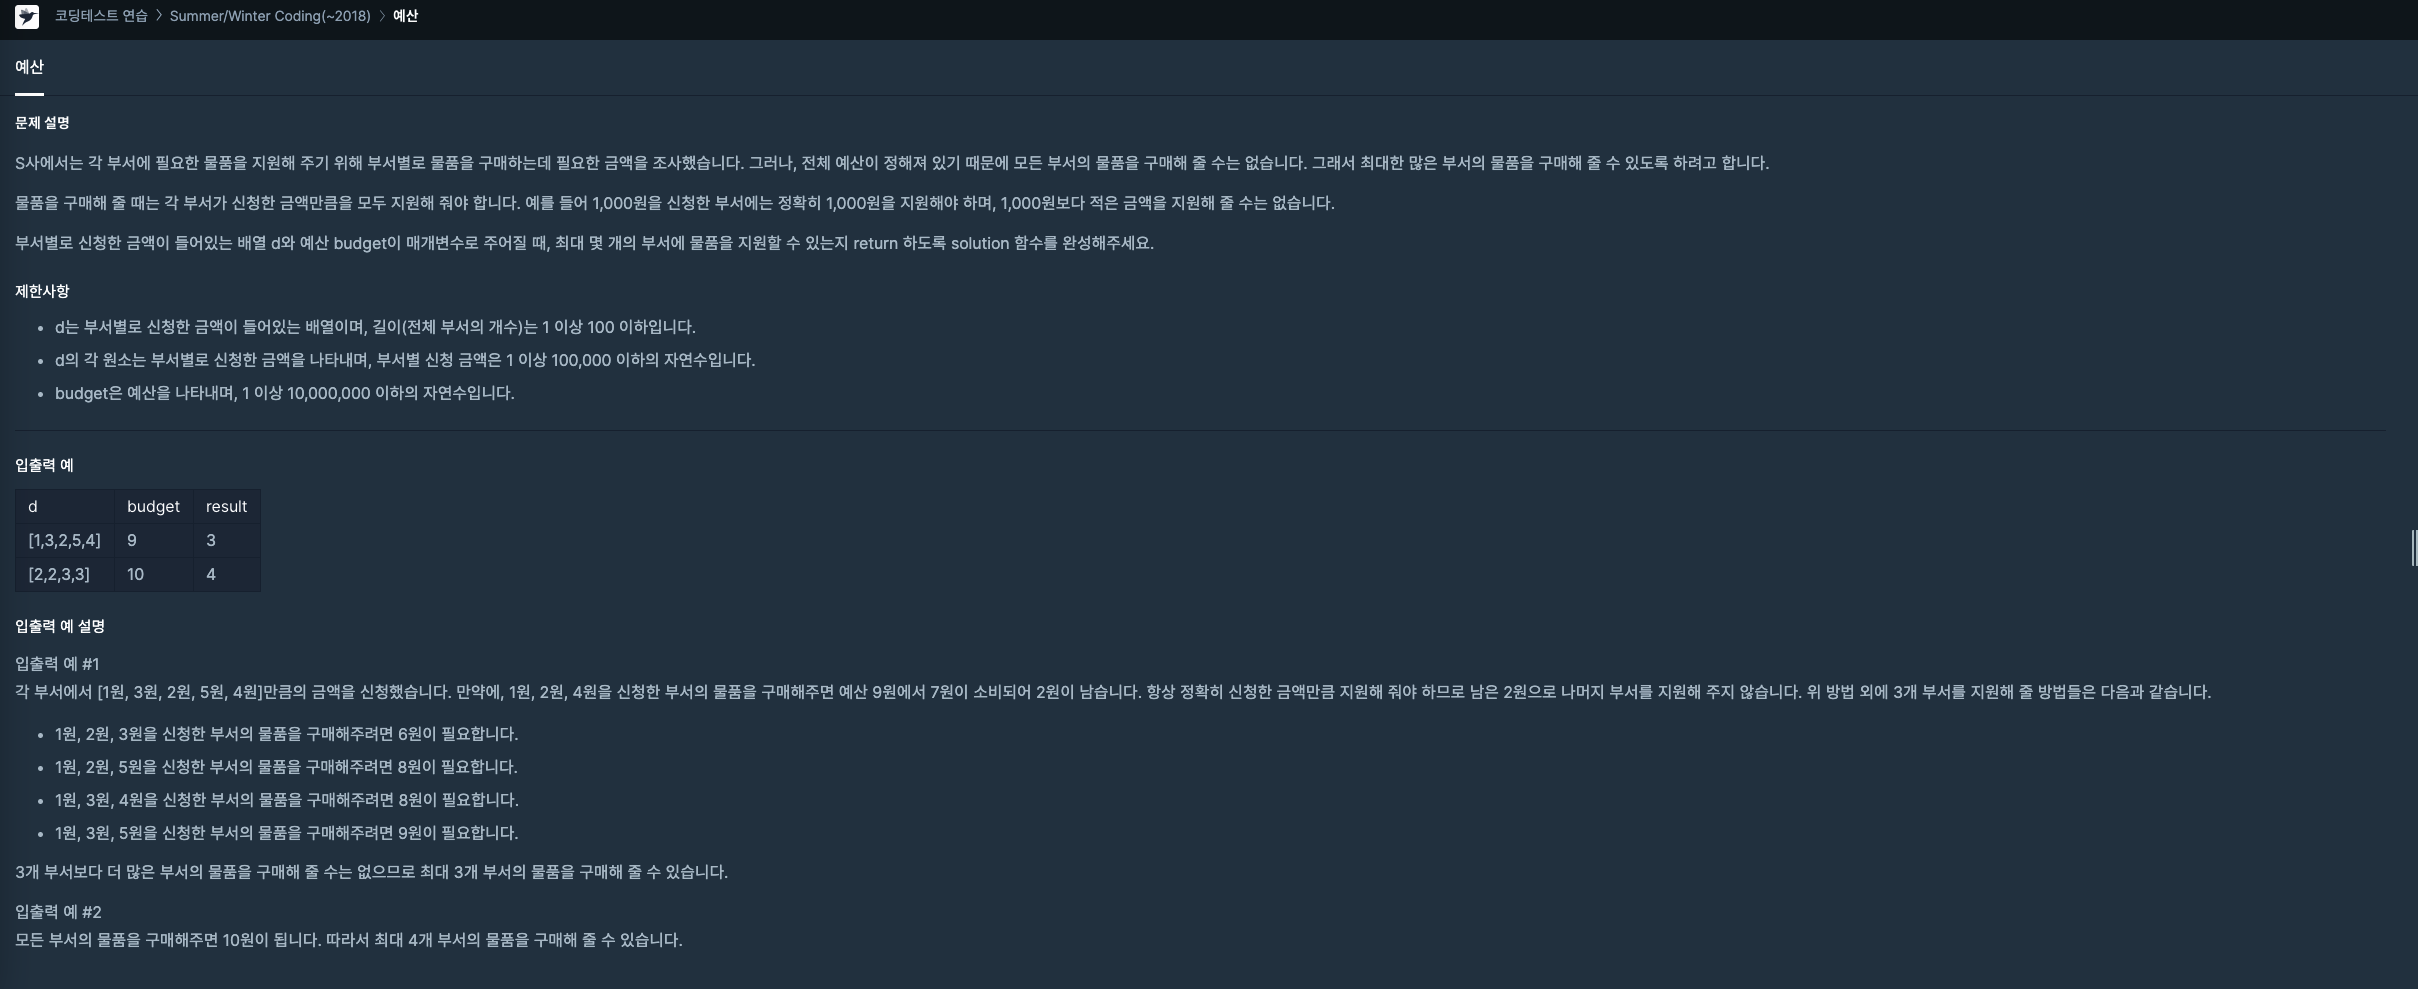 코딩테스트 연습 > Summer/Winter Coding(~2018) > 예산
예산
문제 설명
S사에서는 각 부서에 필요한 물품을 지원해 주기 위해 부서별로 물품을 구매하는데 필요한 금액을 조사했습니다. 그러나, 전체 예산이 정해져 있기 때문에 모든 부서의 물품을 구매해 줄 수는 없습니다. 그래서 최대한 많은 부서의 물품을 구매해 줄 수 있도록 하려고 합니다.
물품을 구매해 줄 때는 각 부서가 신청한 금액만큼을 모두 지원해 줘야 합니다. 예를 들어 1,000원을 신청한 부서에는 정확히 1,000원을 지원해야 하며, 1,000원보다 적은 금액을 지원해 줄 수는 없습니다.
부서별로 신청한 금액이 들어있는 배열 d와 예산 budget이 매개변수로 주어질 때, 최대 몇 개의 부서에 물품을 지원할 수 있는지 return 하도록 solution 함수를 완성해주세요.
제한사항
• d는 부서별로 신청한 금액이 들어있는 배열이며, 길이(전체 부서의 개수)는 1 이상 100 이하입니다.
• d의 각 원소는 부서별로 신청한 금액을 나타내며, 부서별 신청 금액은 1 이상 100,000 이하의 자연수입니다.
• budget은 예산을 나타내며, 1 이상 10,000,000 이하의 자연수입니다.
입출력 예
d budget result
[1,3,2,5,4] 9 3
[2,2,3,3] 10 4
입출력 예 설명
입출력 예 #1
각 부서에서 [1원, 3원, 2원, 5원, 4원]만큼의 금액을 신청했습니다. 만약에, 1원, 2원, 4원을 신청한 부서의 물품을 구매해주면 예산 9원에서 7원이 소비되어 2원이 남습니다. 항상 정확히 신청한 금액만큼 지원해 줘야 하므로 남은 2원으로 나머지 부서를 지원해 주지 않습니다. 위 방법 외에 3개 부서를 지원해 줄 방법들은 다음과 같습니다.
• 1원, 2원, 3원을 신청한 부서의 물품을 구매해주려면 6원이 필요합니다.
• 1원, 2원, 5원을 신청한 부서의 물품을 구매해주려면 8원이 필요합니다.
• 1원, 3원, 4원을 신청한 부서의 물품을 구매해주려면 8원이 필요합니다.
• 1원, 3원, 5원을 신청한 부서의 물품을 구매해주려면 9원이 필요합니다.
3개 부서보다 더 많은 부서의 물품을 구매해 줄 수는 없으므로 최대 3개 부서의 물품을 구매해 줄 수 있습니다.
입출력 예 #2
모든 부서의 물품을 구매해주면 10원이 됩니다. 따라서 최대 4개 부서의 물품을 구매해 줄 수 있습니다.